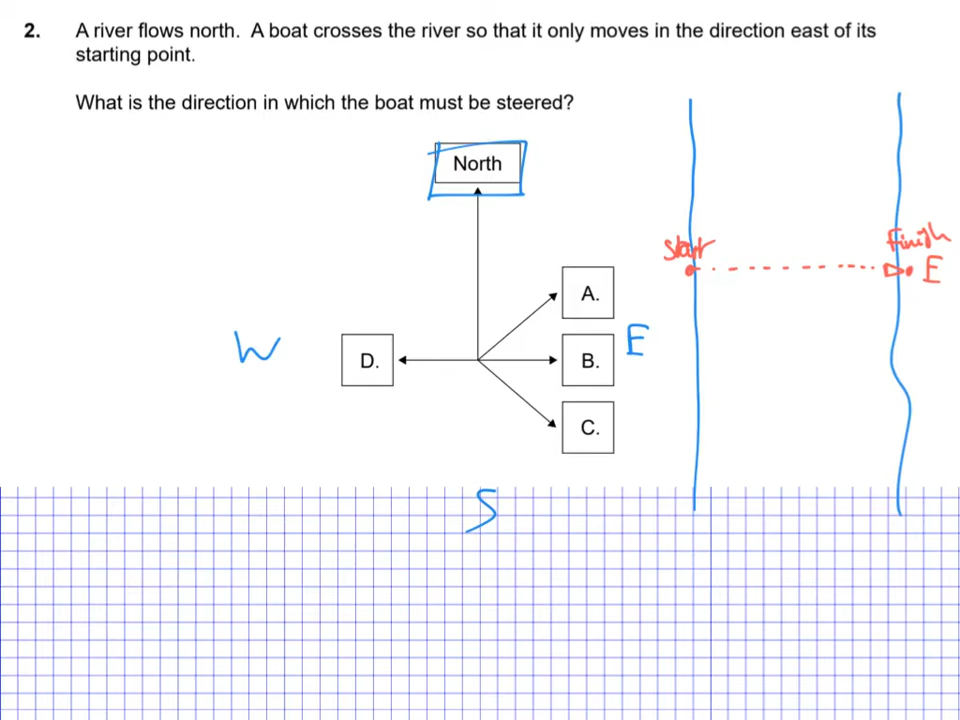 2. A river flows north. A boat crosses the river so that it only moves in the direction east of its
starting point.
What is the direction in which the boat must be steered?
North
start
finish
E
A.
W
D.
B.
E
C.
S